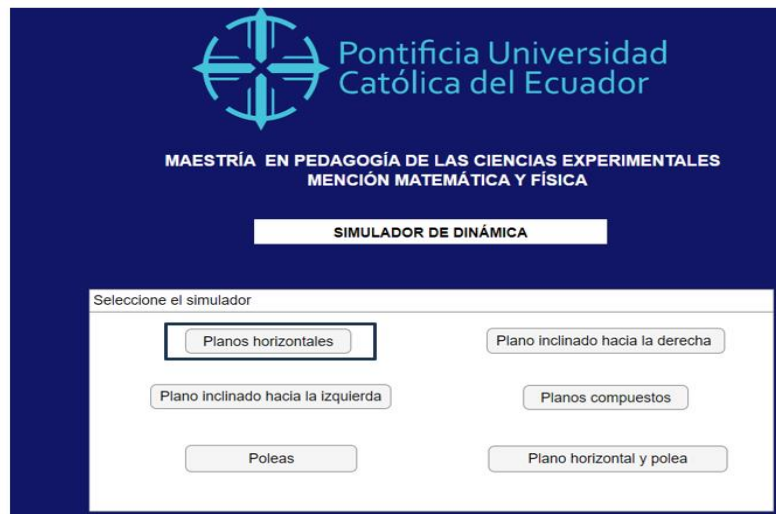 Pontificia Universidad
Católica del Ecuador
MAESTRÍA EN PEDAGOGÍA DE LAS CIENCIAS EXPERIMENTALES
MENCIÓN MATEMÁTICA Y FÍSICA
SIMULADOR DE DINÁMICA
Seleccione el simulador
Planos horizontales
Plano inclinado hacia la derecha
Plano inclinado hacia la izquierda
Planos compuestos
Poleas
Plano horizontal y polea